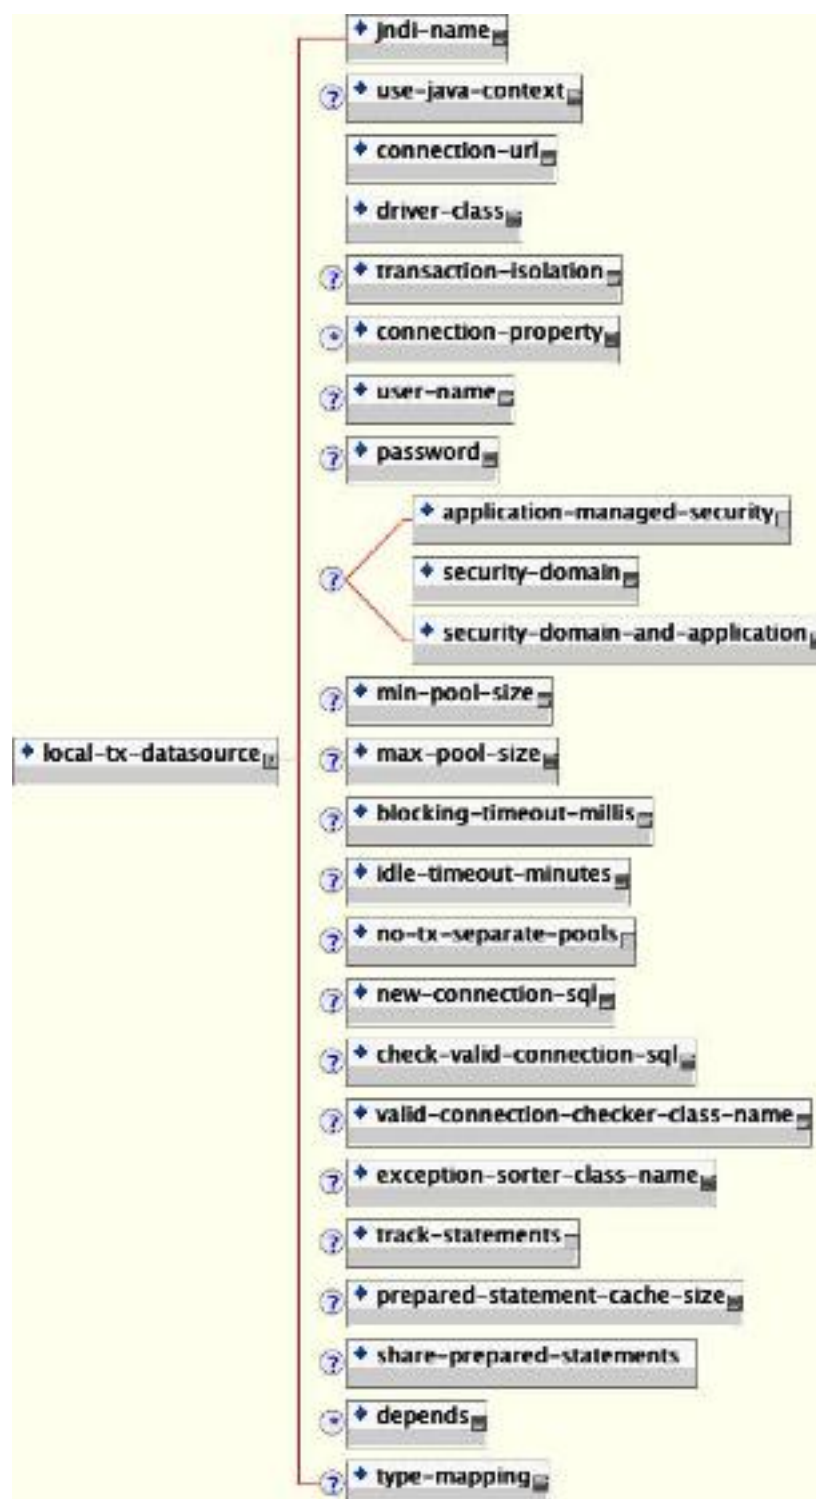 jndi-name
? use-java-context
connection-url
driver-class
? transaction-isolation
* connection-property
? user-name
? password
application-managed-security
? security-domain
security-domain-and-application
? min-pool-size
local-tx-datasource ? max-pool-size
? blocking-timeout-millis
? idle-timeout-minutes
? no-tx-separate-pools
? new-connection-sql
? check-valid-connection-sql
? valid-connection-checker-class-name
? exception-sorter-class-name
? track-statements
? prepared-statement-cache-size
? share-prepared-statements
* depends
? type-mapping